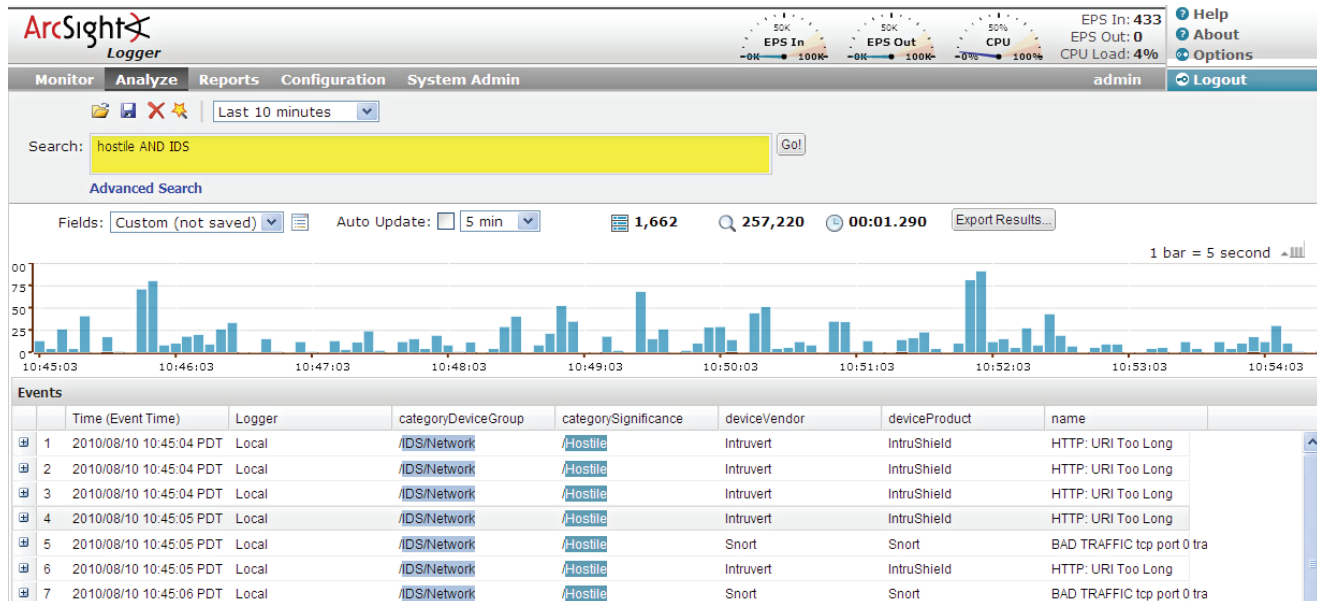 ArcSight
Logger
50K
EPS In
0K 100K
50K
EPS Out
0K 100K
50%
CPU
0% 100%
EPS In: 433
EPS Out: 0
CPU Load: 4%
Help
About
Options
Monitor Analyze Reports Configuration System Admin admin Logout
Last 10 minutes
Search: hostile AND IDS Go!
Advanced Search
Fields: Custom (not saved) Auto Update: 5 min 1,662 257,220 00:01.290 Export Results...
1 bar = 5 second
00
75
50
25
0
10:45:03 10:46:03 10:47:03 10:48:03 10:49:03 10:50:03 10:51:03 10:52:03 10:53:03 10:54:03
Events
Time (Event Time) Logger categoryDeviceGroup categorySignificance deviceVendor deviceProduct name
1 2010/08/10 10:45:04 PDT Local /IDS/Network /Hostile Intruvert IntruShield HTTP: URI Too Long
2 2010/08/10 10:45:04 PDT Local /IDS/Network /Hostile Intruvert IntruShield HTTP: URI Too Long
3 2010/08/10 10:45:04 PDT Local /IDS/Network /Hostile Intruvert IntruShield HTTP: URI Too Long
4 2010/08/10 10:45:05 PDT Local /IDS/Network /Hostile Intruvert IntruShield HTTP: URI Too Long
5 2010/08/10 10:45:05 PDT Local /IDS/Network /Hostile Snort Snort BAD TRAFFIC tcp port 0 tra
6 2010/08/10 10:45:05 PDT Local /IDS/Network /Hostile Intruvert IntruShield HTTP: URI Too Long
7 2010/08/10 10:45:06 PDT Local /IDS/Network /Hostile Snort Snort BAD TRAFFIC tcp port 0 tra